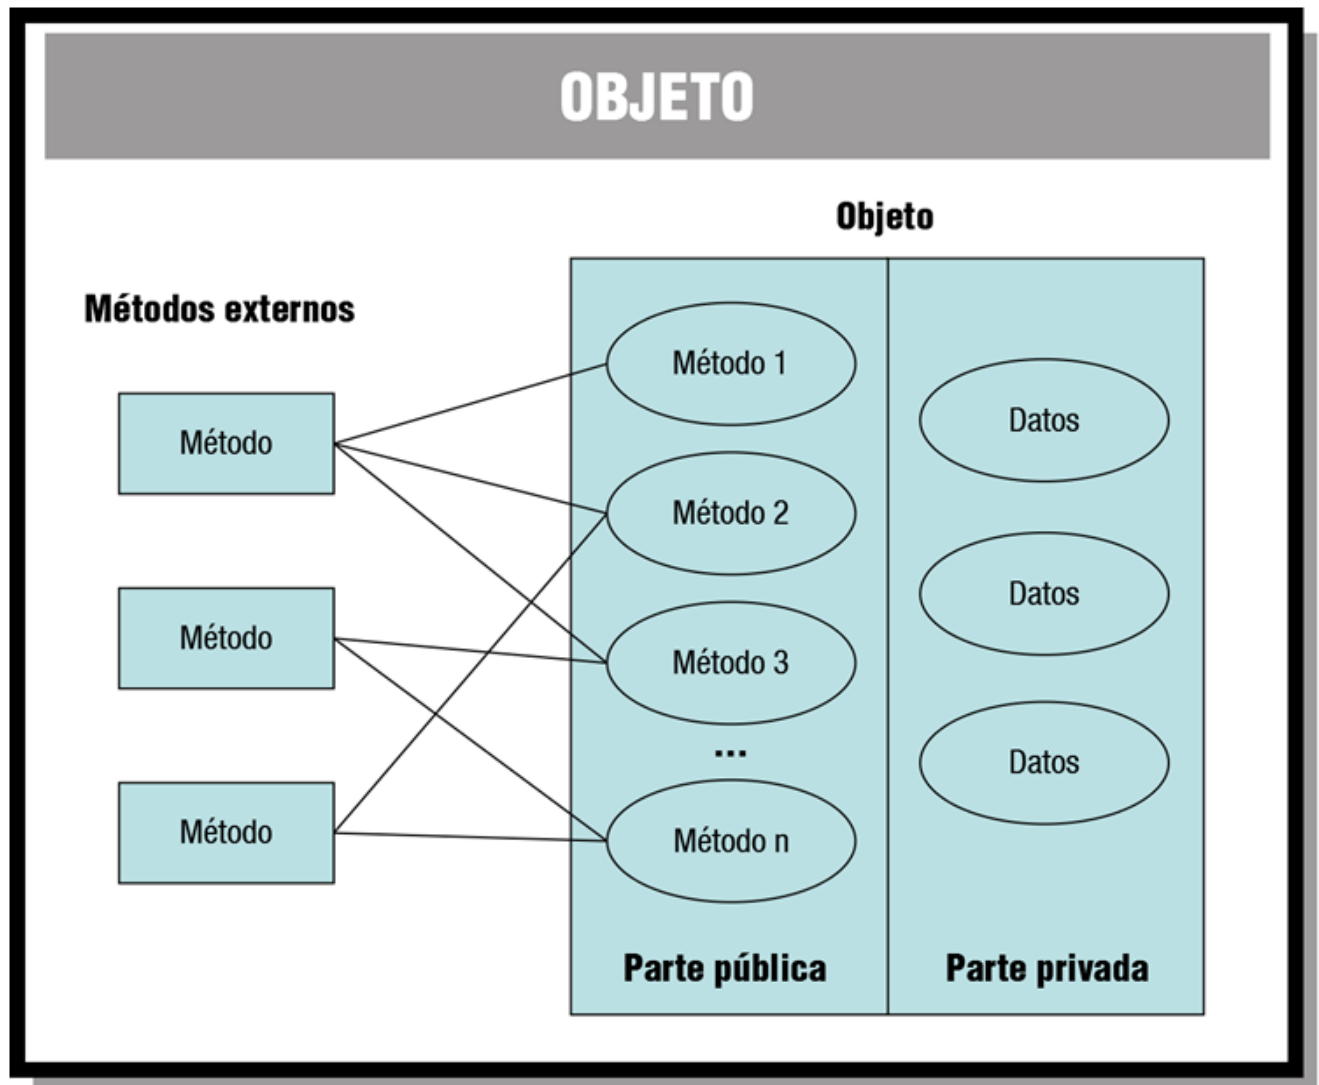 OBJETO
Objeto
Métodos externos
Método
Método
Método
Método 1
Método 2
Método 3
...
Método n
Parte pública
Datos
Datos
Datos
Parte privada